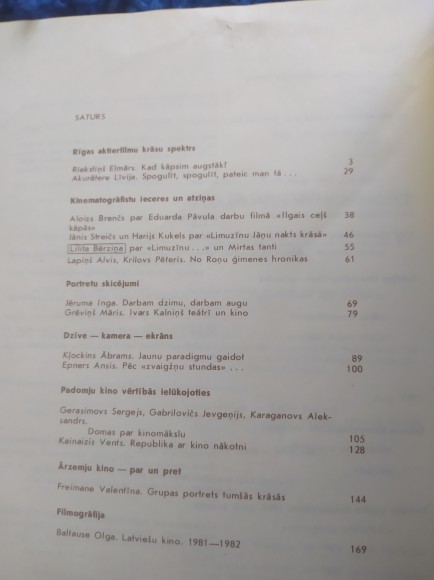 SATURS
Rīgas aktierfilmu krāsu spektrs
Riekstiņš Elmārs. Kad kāpsim augstāk? 3
Akurātere Līvija. Spogulīt, spogulīt, pateic man tā . . . 29
Kinematogrāfistu ieceres un atziņas
Aloizs Brenčs par Eduarda Pāvula darbu filmā «Ilgais ceļš kāpās» 38
Jānis Streičs un Harijs Kukels par «Limuzīnu Jāņu nakts krāsā» 46
Lilita Bērziņa par «Limuzīnu . . .» un Mirtas tanti 55
Lapiņš Alvis, Krilovs Pēteris. No Roņu ģimenes hronikas 61
Portretu skicējumi
Jēruma Inga. Darbam dzimu, darbam augu 69
Grēviņš Māris. Ivars Kalniņš teātrī un kino 79
Dzīve — kamera — ekrāns
Kļockins Ābrams. Jaunu paradigmu gaidot 89
Epners Ansis. Pēc «zvaigžņu stundas» . . . 100
Padomju kino vērtībās ielūkojoties
Gerasimovs Sergejs, Gabrilovičs Jevgeņijs, Karaganovs Alek-
sandrs.
Domas par kinomākslu 105
Kainaizis Vents. Republika ar kino nākotni 128
Ārzemju kino — par un pret
Freimane Valentīna. Grupas portrets tumšās krāsās 144
Filmogrāfija
Baltause Olga. Latviešu kino. 1981—1982 169